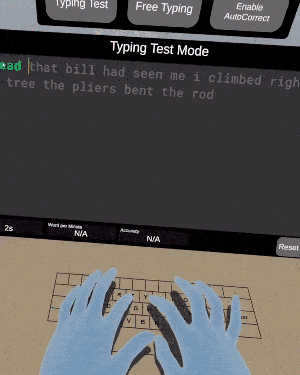 Typing Test
Free Typing
Enable
AutoCorrect
Typing Test Mode
ead that bill had seen me i climbed righ
tree the pliers bent the rod
2s
Word per Minute
N/A
Accuracy
N/A
Reset
R
Y
G
V
B